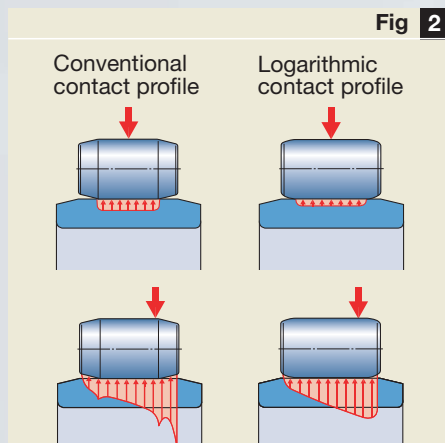 Fig 2
Conventional
contact profile
Logarithmic
contact profile